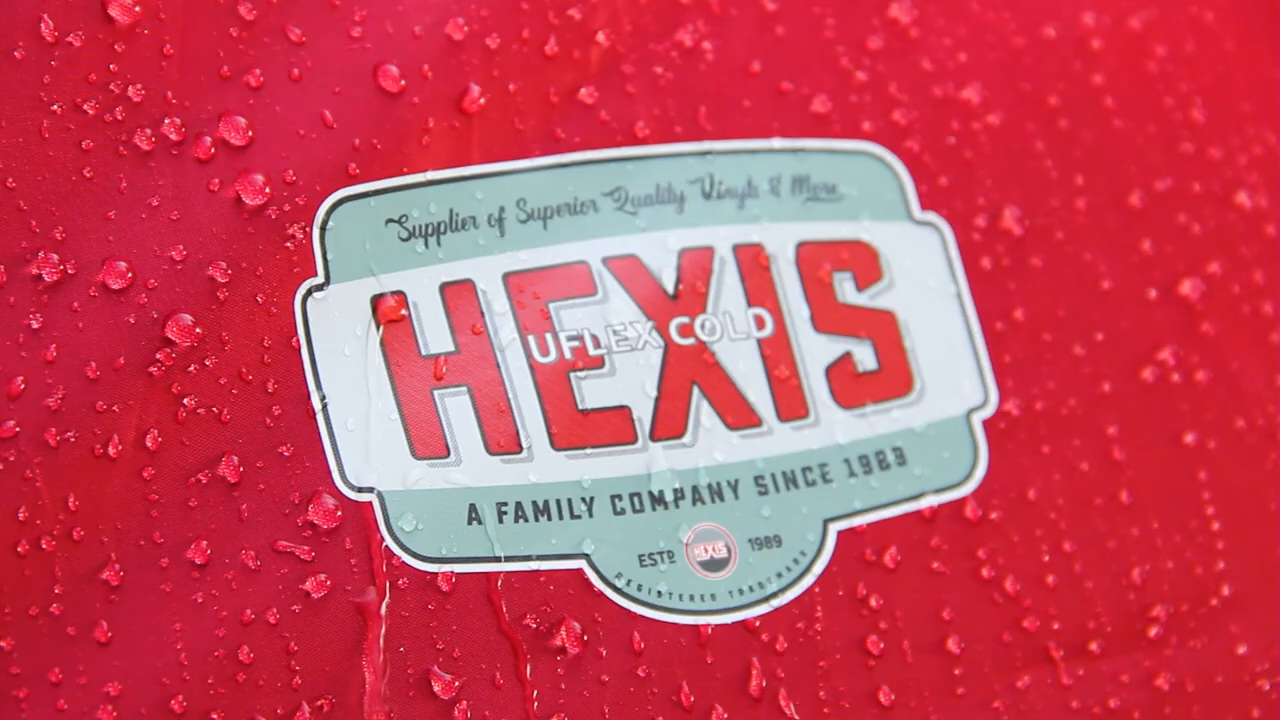 Supplier of Superior Quality Vinyls & More
HEXIS
UFLEX COLD
A FAMILY COMPANY SINCE 1989
ESTD HEXIS 1989
REGISTERED TRADEMARK